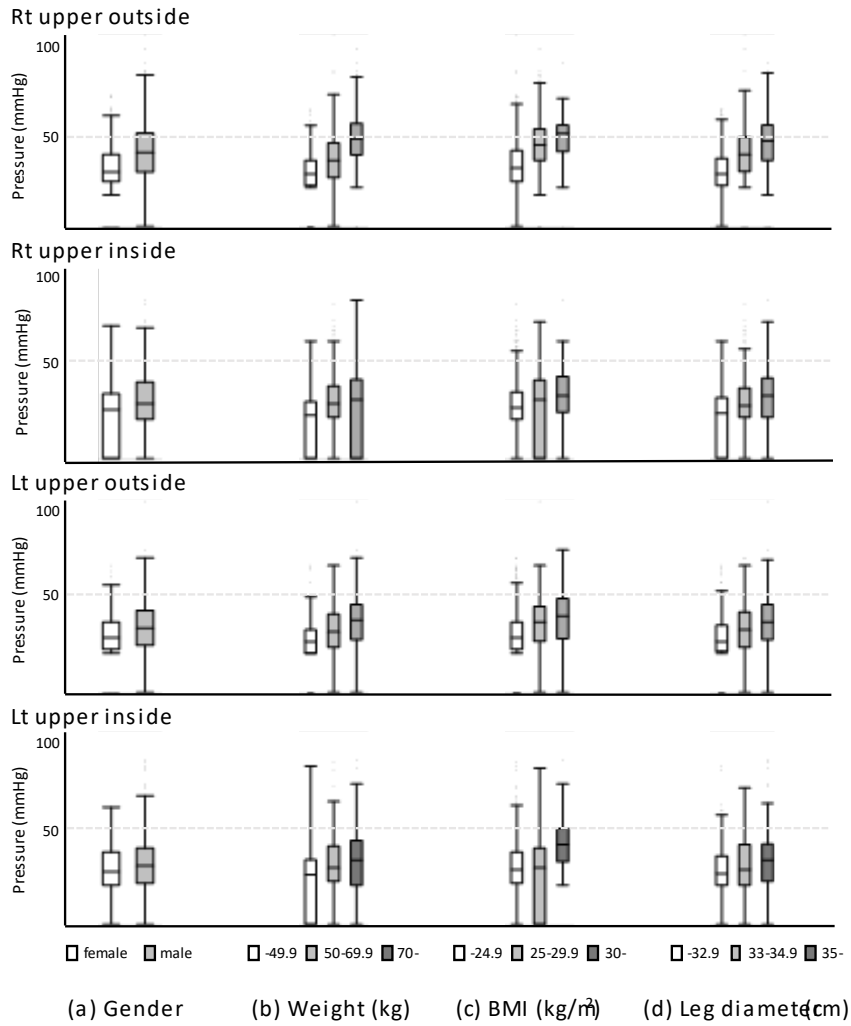 Rt upper outside
100
50
Pressure (mmHg)
Rt upper inside
100
50
Pressure (mmHg)
Lt upper outside
100
50
Pressure (mmHg)
Lt upper inside
100
50
Pressure (mmHg)
female male -49.9 50-69.9 70- -24.9 25-29.9 30- -32.9 33-34.9 35-
(a) Gender (b) Weight (kg) (c) BMI (kg/m²) (d) Leg diameter (cm)